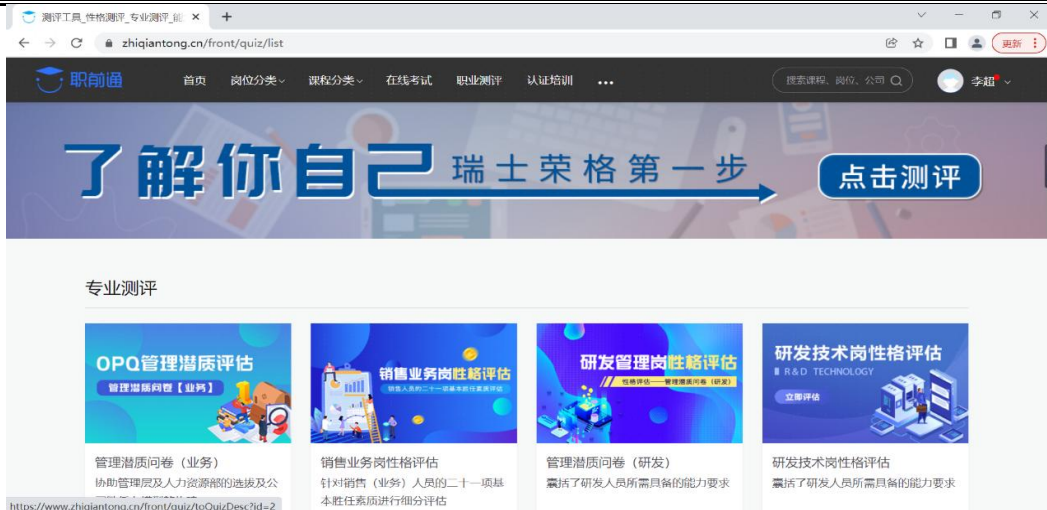 测评工具_性格测评_专业测评_能
zhiqiantong.cn/front/quiz/list
更新
职前通 首页 岗位分类 课程分类 在线考试 职业测评 认证培训 ••• 搜索课程、岗位、公司 李超
了解你自己 瑞士荣格第一步 点击测评
专业测评
OPQ管理潜质评估
管理潜质问卷【业务】
销售业务岗性格评估
销售人员的二十一项基本胜任素质评估
研发管理岗性格评估
性格评估——管理潜质问卷（研发）
研发技术岗性格评估
R&D TECHNOLOGY
立即评估
管理潜质问卷（业务）
协助管理层及人力资源部的选拔及公
销售业务岗性格评估
针对销售（业务）人员的二十一项基
本胜任素质进行细分评估
管理潜质问卷（研发）
囊括了研发人员所需具备的能力要求
研发技术岗性格评估
囊括了研发人员所需具备的能力要求
https://www.zhiqiantong.cn/front/quiz/toQuizDesc?id=2